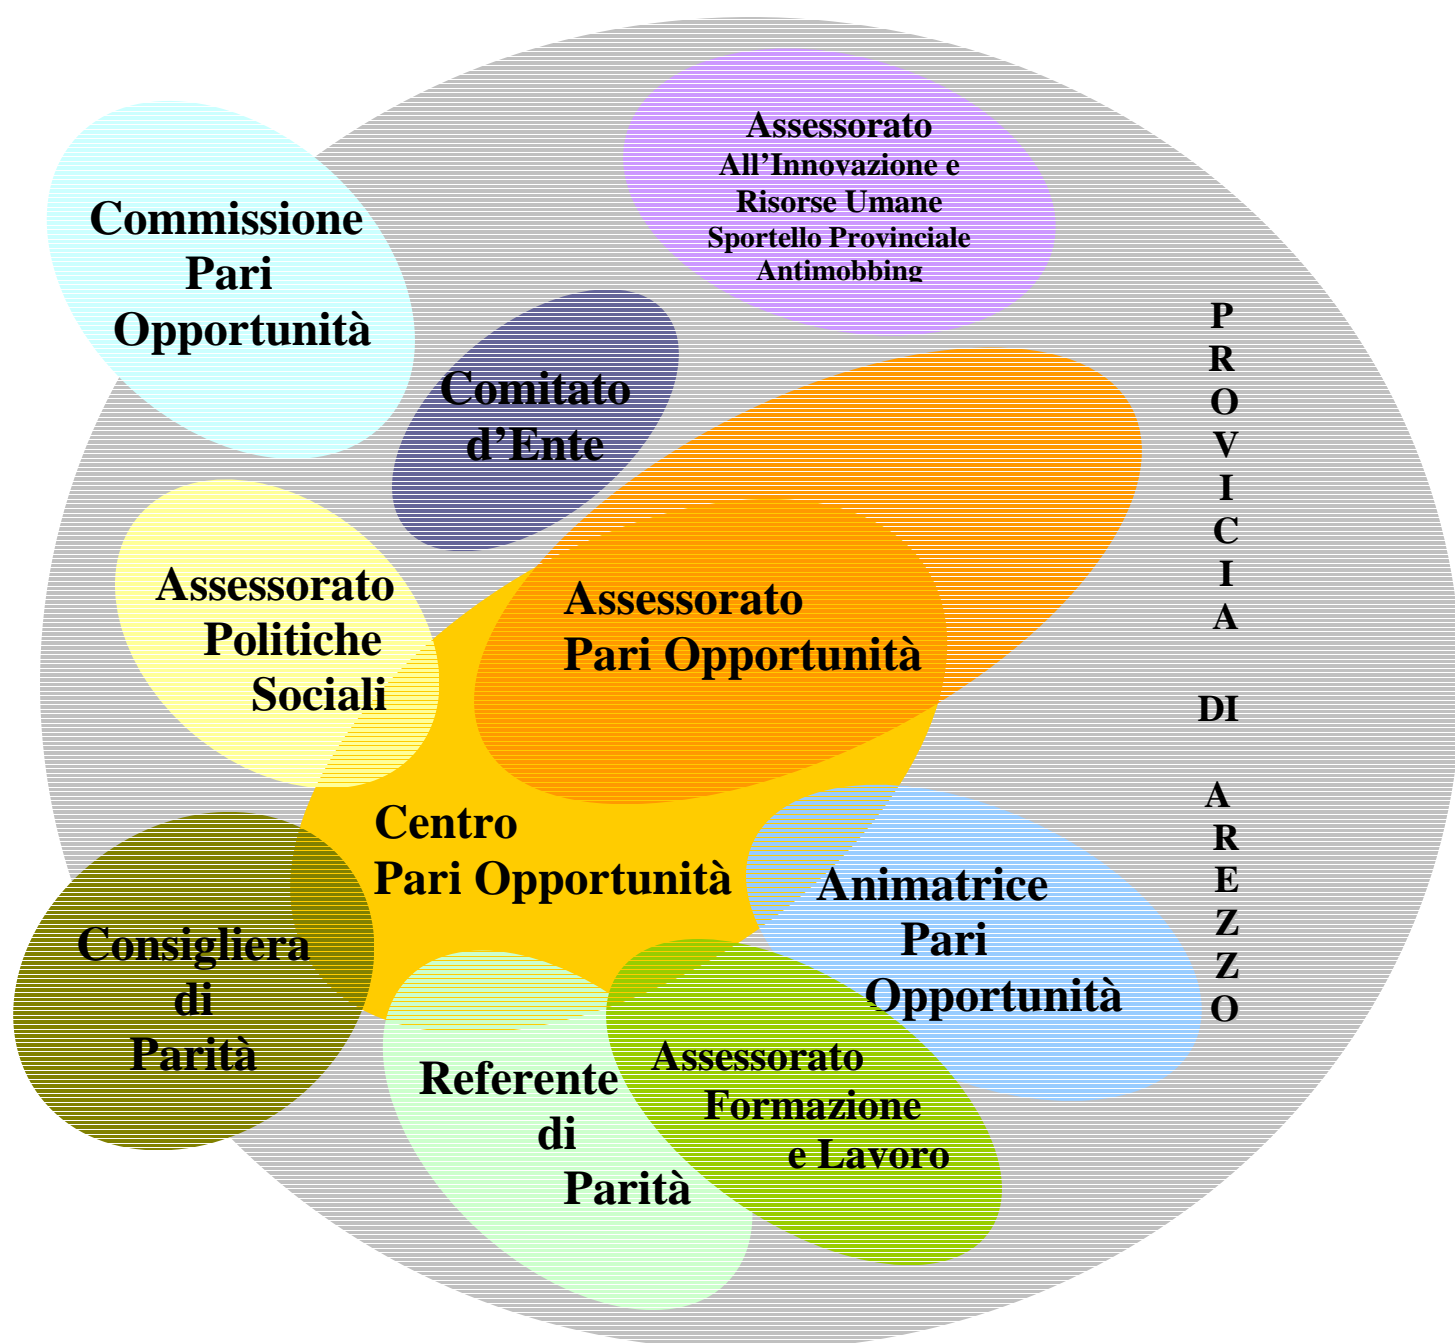 Assessorato
All’Innovazione e
Risorse Umane
Sportello Provinciale
Antimobbing
Commissione
Pari
Opportunità
Comitato
d’Ente
Assessorato
Politiche
Sociali
Assessorato
Pari Opportunità
Centro
Pari Opportunità
Animatrice
Pari
Opportunità
Consigliera
di
Parità
Referente
di
Parità
Assessorato
Formazione
e Lavoro
P
R
O
V
I
C
I
A
DI
A
R
E
Z
Z
O